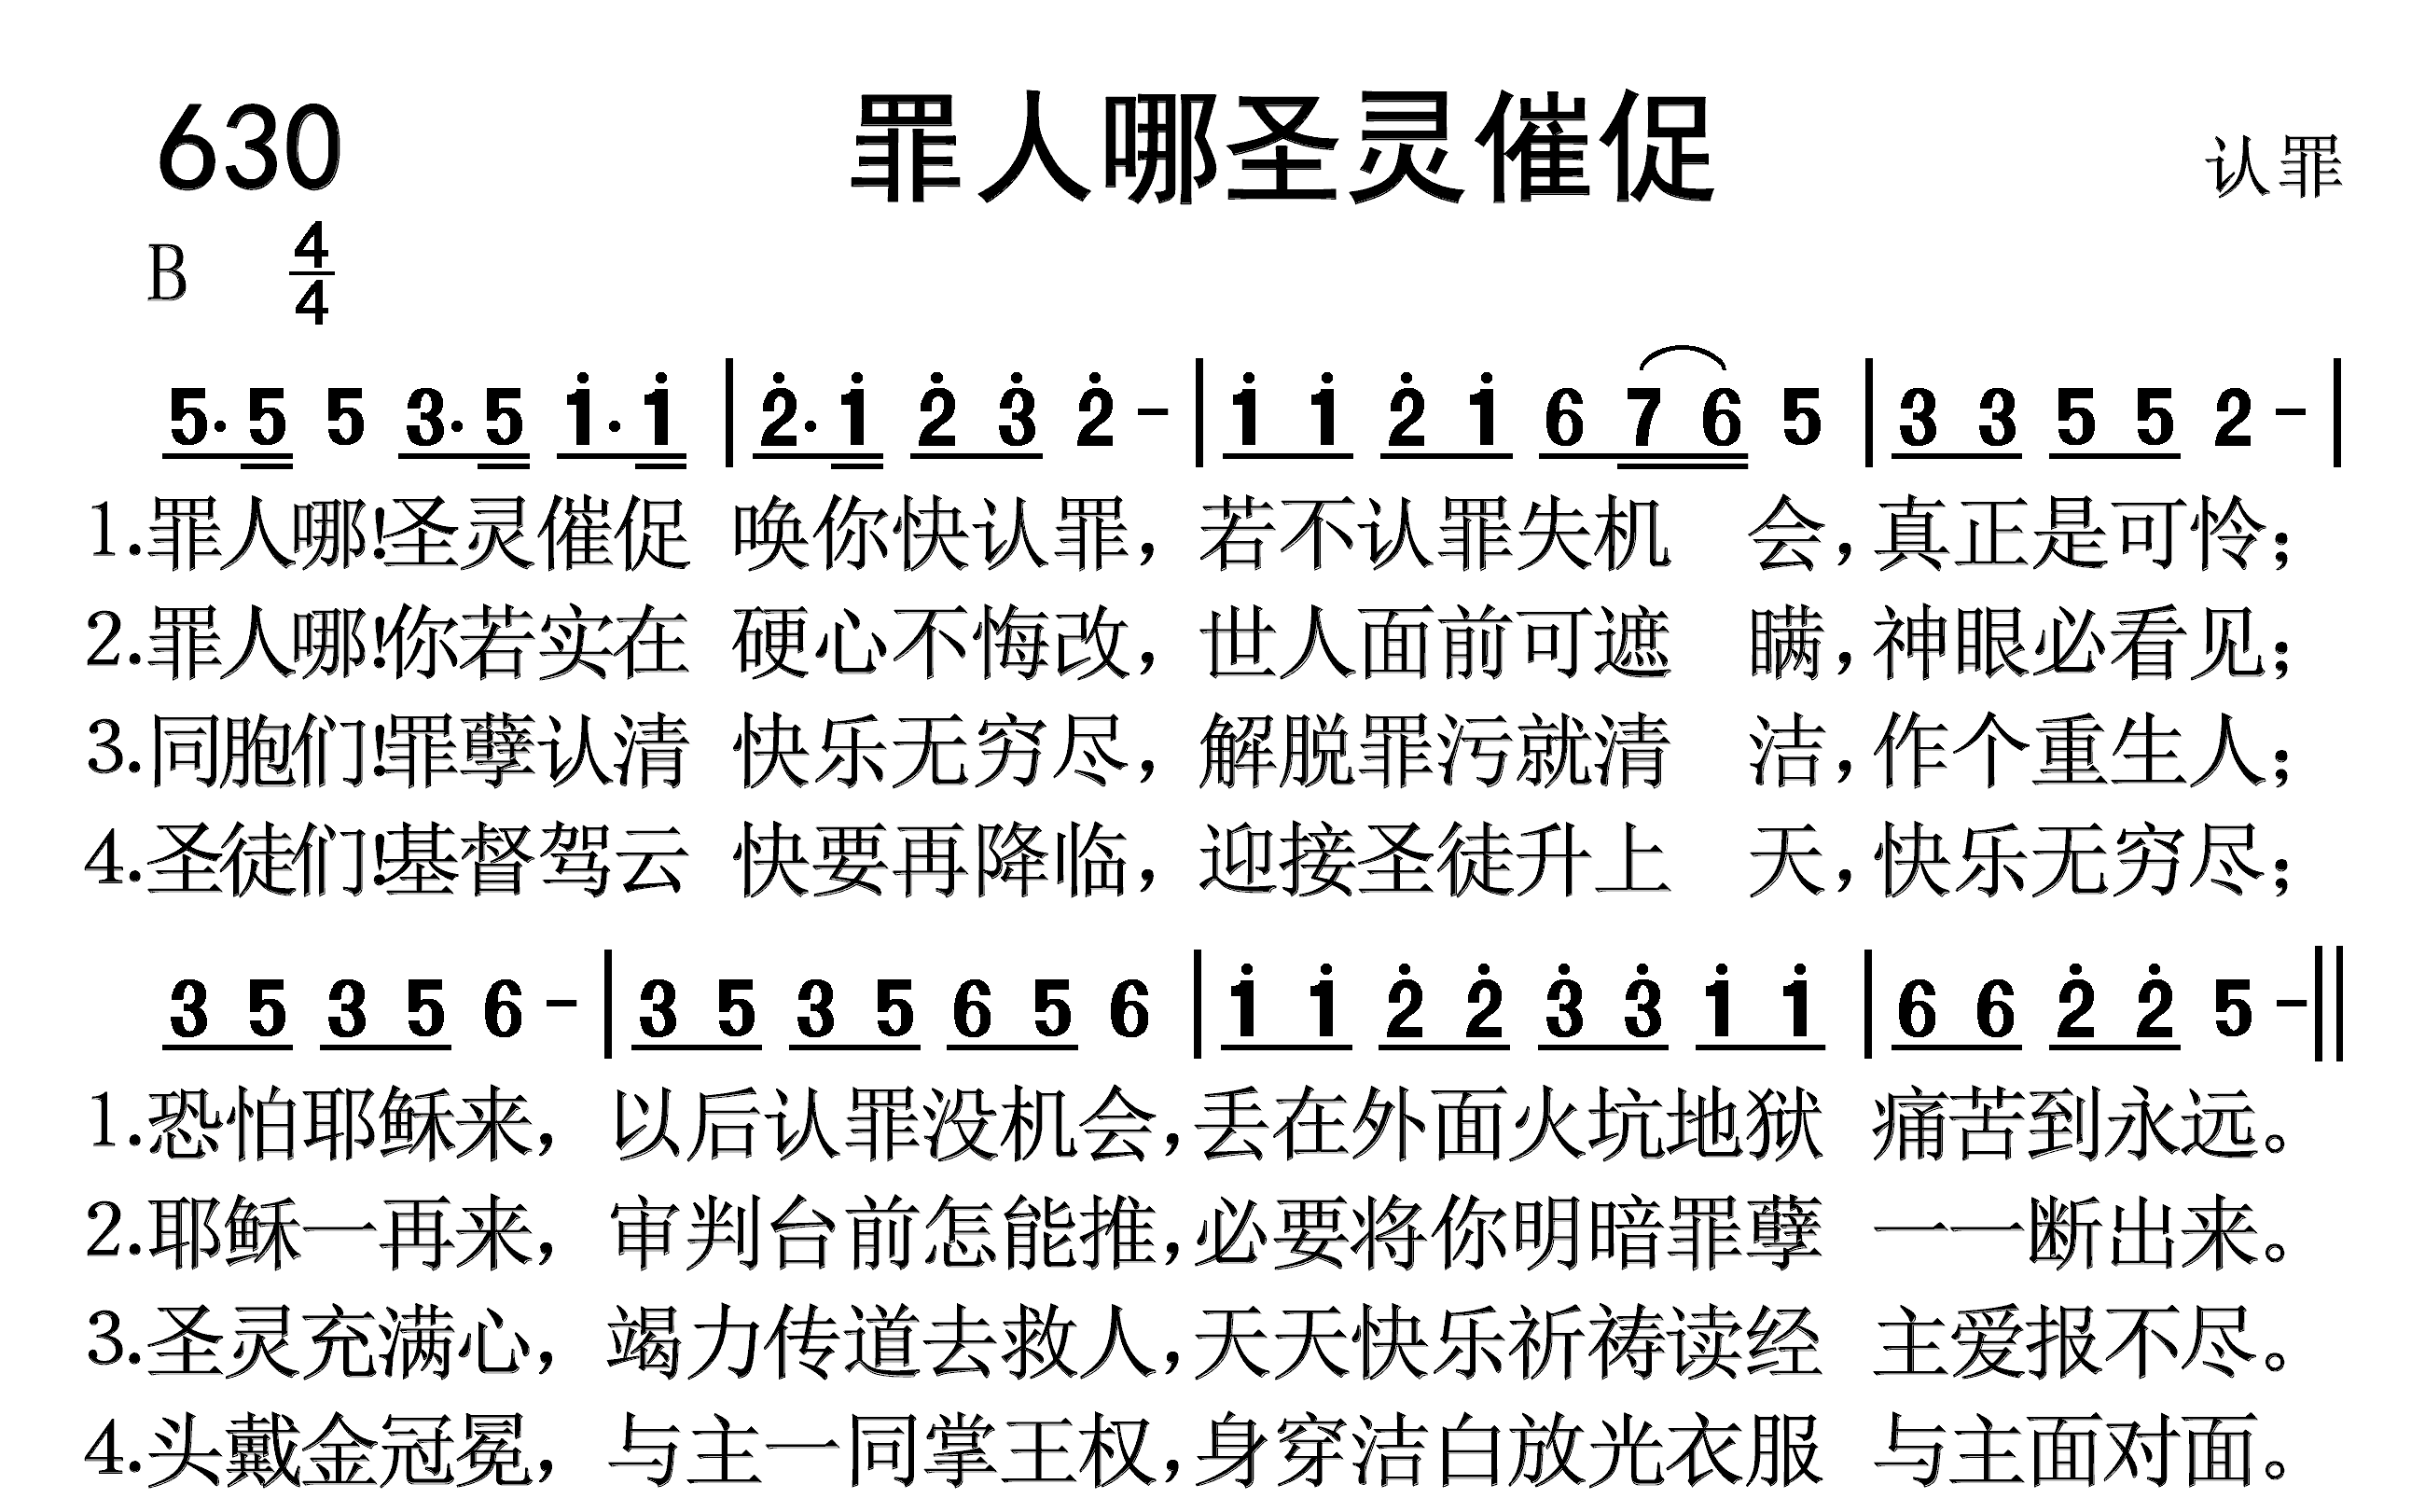 630 罪人哪圣灵催促 认罪
B 4/4
5. 5 5 3. 5 i. i | 2̇. i 2̇ 3̇ 2̇ - | i i 2̇ i 6 7 6 5 | 3 3 5 5 2 - |
1.罪人哪!圣灵催促 唤你快认罪，若不认罪失机 会，真正是可怜；
2.罪人哪!你若实在 硬心不悔改，世人面前可遮 瞒，神眼必看见；
3.同胞们!罪孽认清 快乐无穷尽，解脱罪污就清 洁，作个重生人；
4.圣徒们!基督驾云 快要再降临，迎接圣徒升上 天，快乐无穷尽；
3 5 3 5 6 - | 3 5 3 5 6 5 6 | i i 2̇ 2̇ 3̇ 3̇ i i | 6 6 2̇ 2̇ 5 - ||
1.恐怕耶稣来，以后认罪没机会，丢在外面火坑地狱 痛苦到永远。
2.耶稣一再来，审判台前怎能推，必要将你明暗罪孽 一一断出来。
3.圣灵充满心，竭力传道去救人，天天快乐祈祷读经 主爱报不尽。
4.头戴金冠冕，与主一同掌王权，身穿洁白放光衣服 与主面对面。